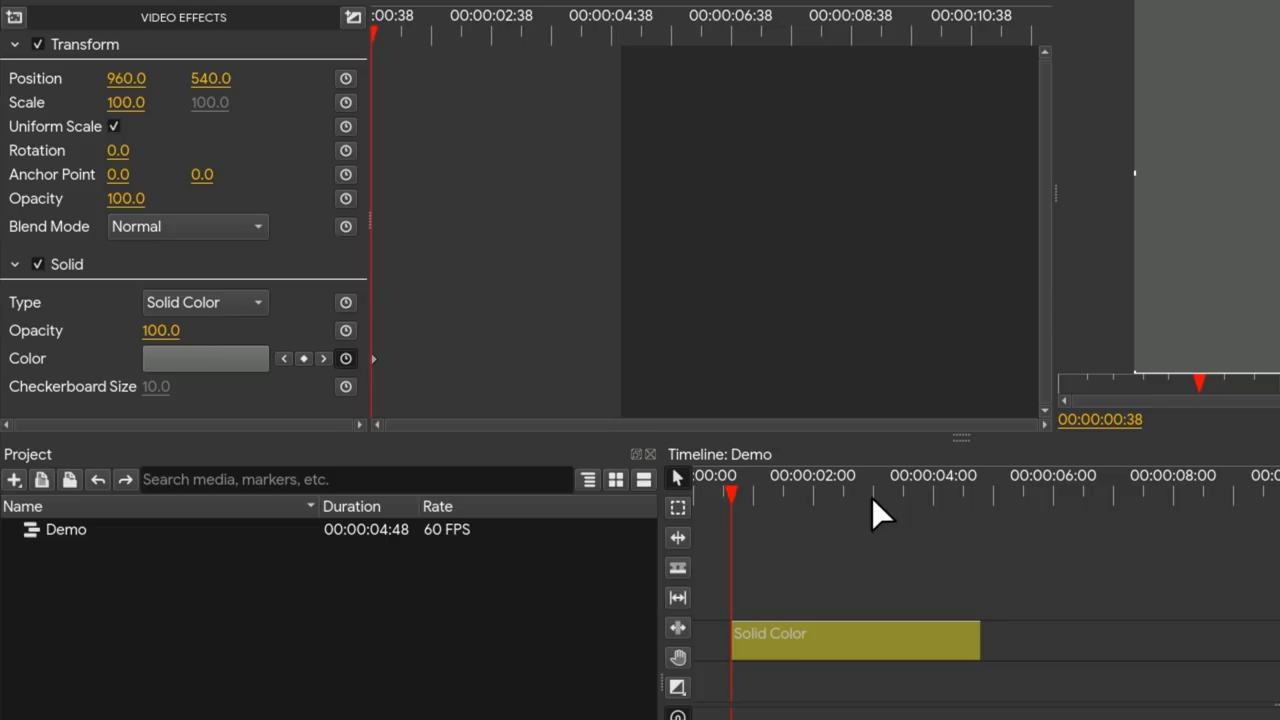 VIDEO EFFECTS
:00:38 00:00:02:38 00:00:04:38 00:00:06:38 00:00:08:38 00:00:10:38
Transform
Position 960.0 540.0
Scale 100.0 100.0
Uniform Scale
Rotation 0.0
Anchor Point 0.0 0.0
Opacity 100.0
Blend Mode Normal
Solid
Type Solid Color
Opacity 100.0
Color
Checkerboard Size 10.0
00:00:00:38
Project
Search media, markers, etc.
Name Duration Rate
Demo 00:00:04:48 60 FPS
Timeline: Demo
:00:00 00:00:02:00 00:00:04:00 00:00:06:00 00:00:08:00 00:0
Solid Color